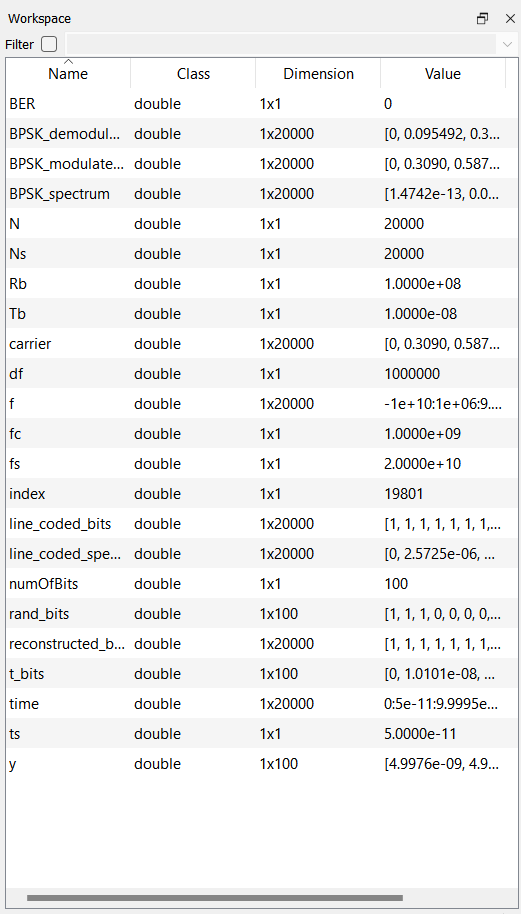 Workspace
Filter
Name Class Dimension Value
BER double 1x1 0
BPSK_demodul... double 1x20000 [0, 0.095492, 0.3...
BPSK_modulate... double 1x20000 [0, 0.3090, 0.587...
BPSK_spectrum double 1x20000 [1.4742e-13, 0.0...
N double 1x1 20000
Ns double 1x1 20000
Rb double 1x1 1.0000e+08
Tb double 1x1 1.0000e-08
carrier double 1x20000 [0, 0.3090, 0.587...
df double 1x1 1000000
f double 1x20000 -1e+10:1e+06:9....
fc double 1x1 1.0000e+09
fs double 1x1 2.0000e+10
index double 1x1 19801
line_coded_bits double 1x20000 [1, 1, 1, 1, 1, 1, 1,...
line_coded_spe... double 1x20000 [0, 2.5725e-06, ...
numOfBits double 1x1 100
rand_bits double 1x100 [1, 1, 1, 0, 0, 0, 0,...
reconstructed_b... double 1x20000 [1, 1, 1, 1, 1, 1, 1,...
t_bits double 1x100 [0, 1.0101e-08, ...
time double 1x20000 0:5e-11:9.9995e...
ts double 1x1 5.0000e-11
y double 1x100 [4.9976e-09, 4.9...